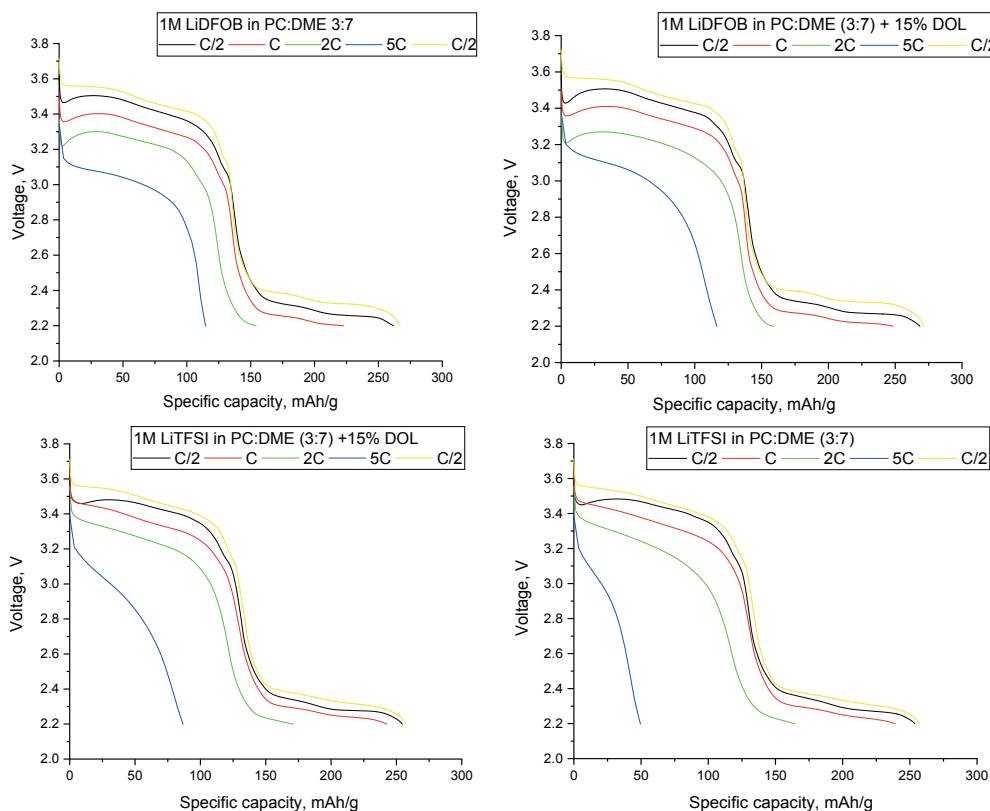 1M LiDFOB in PC:DME 3:7
C/2 C 2C 5C C/2
3.8
3.6
3.4
3.2
3.0
2.8
2.6
2.4
2.2
2.0
Voltage, V
0 50 100 150 200 250 300
Specific capacity, mAh/g
1M LiDFOB in PC:DME (3:7) + 15% DOL
C/2 C 2C 5C C/2
3.8
3.6
3.4
3.2
3.0
2.8
2.6
2.4
2.2
2.0
Voltage, V
0 50 100 150 200 250 300
Specific capacity, mAh/g
1M LiTFSI in PC:DME (3:7) +15% DOL
C/2 C 2C 5C C/2
3.8
3.6
3.4
3.2
3.0
2.8
2.6
2.4
2.2
2.0
Voltage, V
0 50 100 150 200 250 300
Specific capacity, mAh/g
1M LiTFSI in PC:DME (3:7)
C/2 C 2C 5C C/2
3.8
3.6
3.4
3.2
3.0
2.8
2.6
2.4
2.2
2.0
Voltage, V
0 50 100 150 200 250 300
Specific capacity, mAh/g